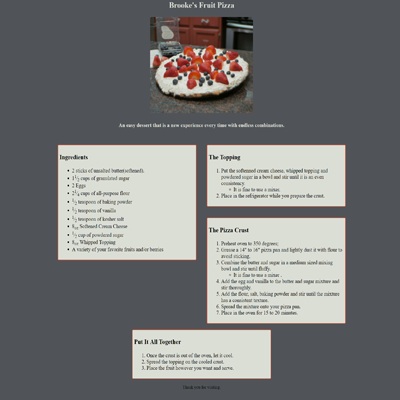 Brooke's Fruit Pizza
An easy dessert that is a new experience every time with endless combinations.
Ingredients
2 sticks of unsalted butter(softened)
1 1/2 cups of granulated sugar
2 Eggs
2 1/4 cups of all-purpose flour
1/2 teaspoon of baking powder
1/2 teaspoon of vanilla
1/2 teaspoon of kosher salt
8oz Softened Cream Cheese
1/2 cup of powdered sugar
8oz Whipped Topping
A variety of your favorite fruits and/or berries
The Topping
1. Put the softened cream cheese, whipped topping and
powdered sugar in a bowl and stir until it is an even
consistency.
It is fine to use a mixer.
2. Place in the refrigerator while you prepare the crust.
The Pizza Crust
1. Preheat oven to 350 degrees.
2. Grease a 14" to 16" pizza pan and lightly dust it with flour to
avoid sticking.
3. Combine the butter and sugar in a medium sized mixing
bowl and stir until fluffy.
It is fine to use a mixer.
4. Add the egg and vanilla to the butter and sugar mixture and
stir thoroughly.
5. Add the flour, salt, baking powder and stir until the mixture
has a consistent texture.
6. Spread the mixture onto your pizza pan.
7. Place in the oven for 15 to 20 minutes.
Put It All Together
1. Once the crust is out of the oven, let it cool.
2. Spread the topping on the cooled crust.
3. Place the fruit however you want and serve.